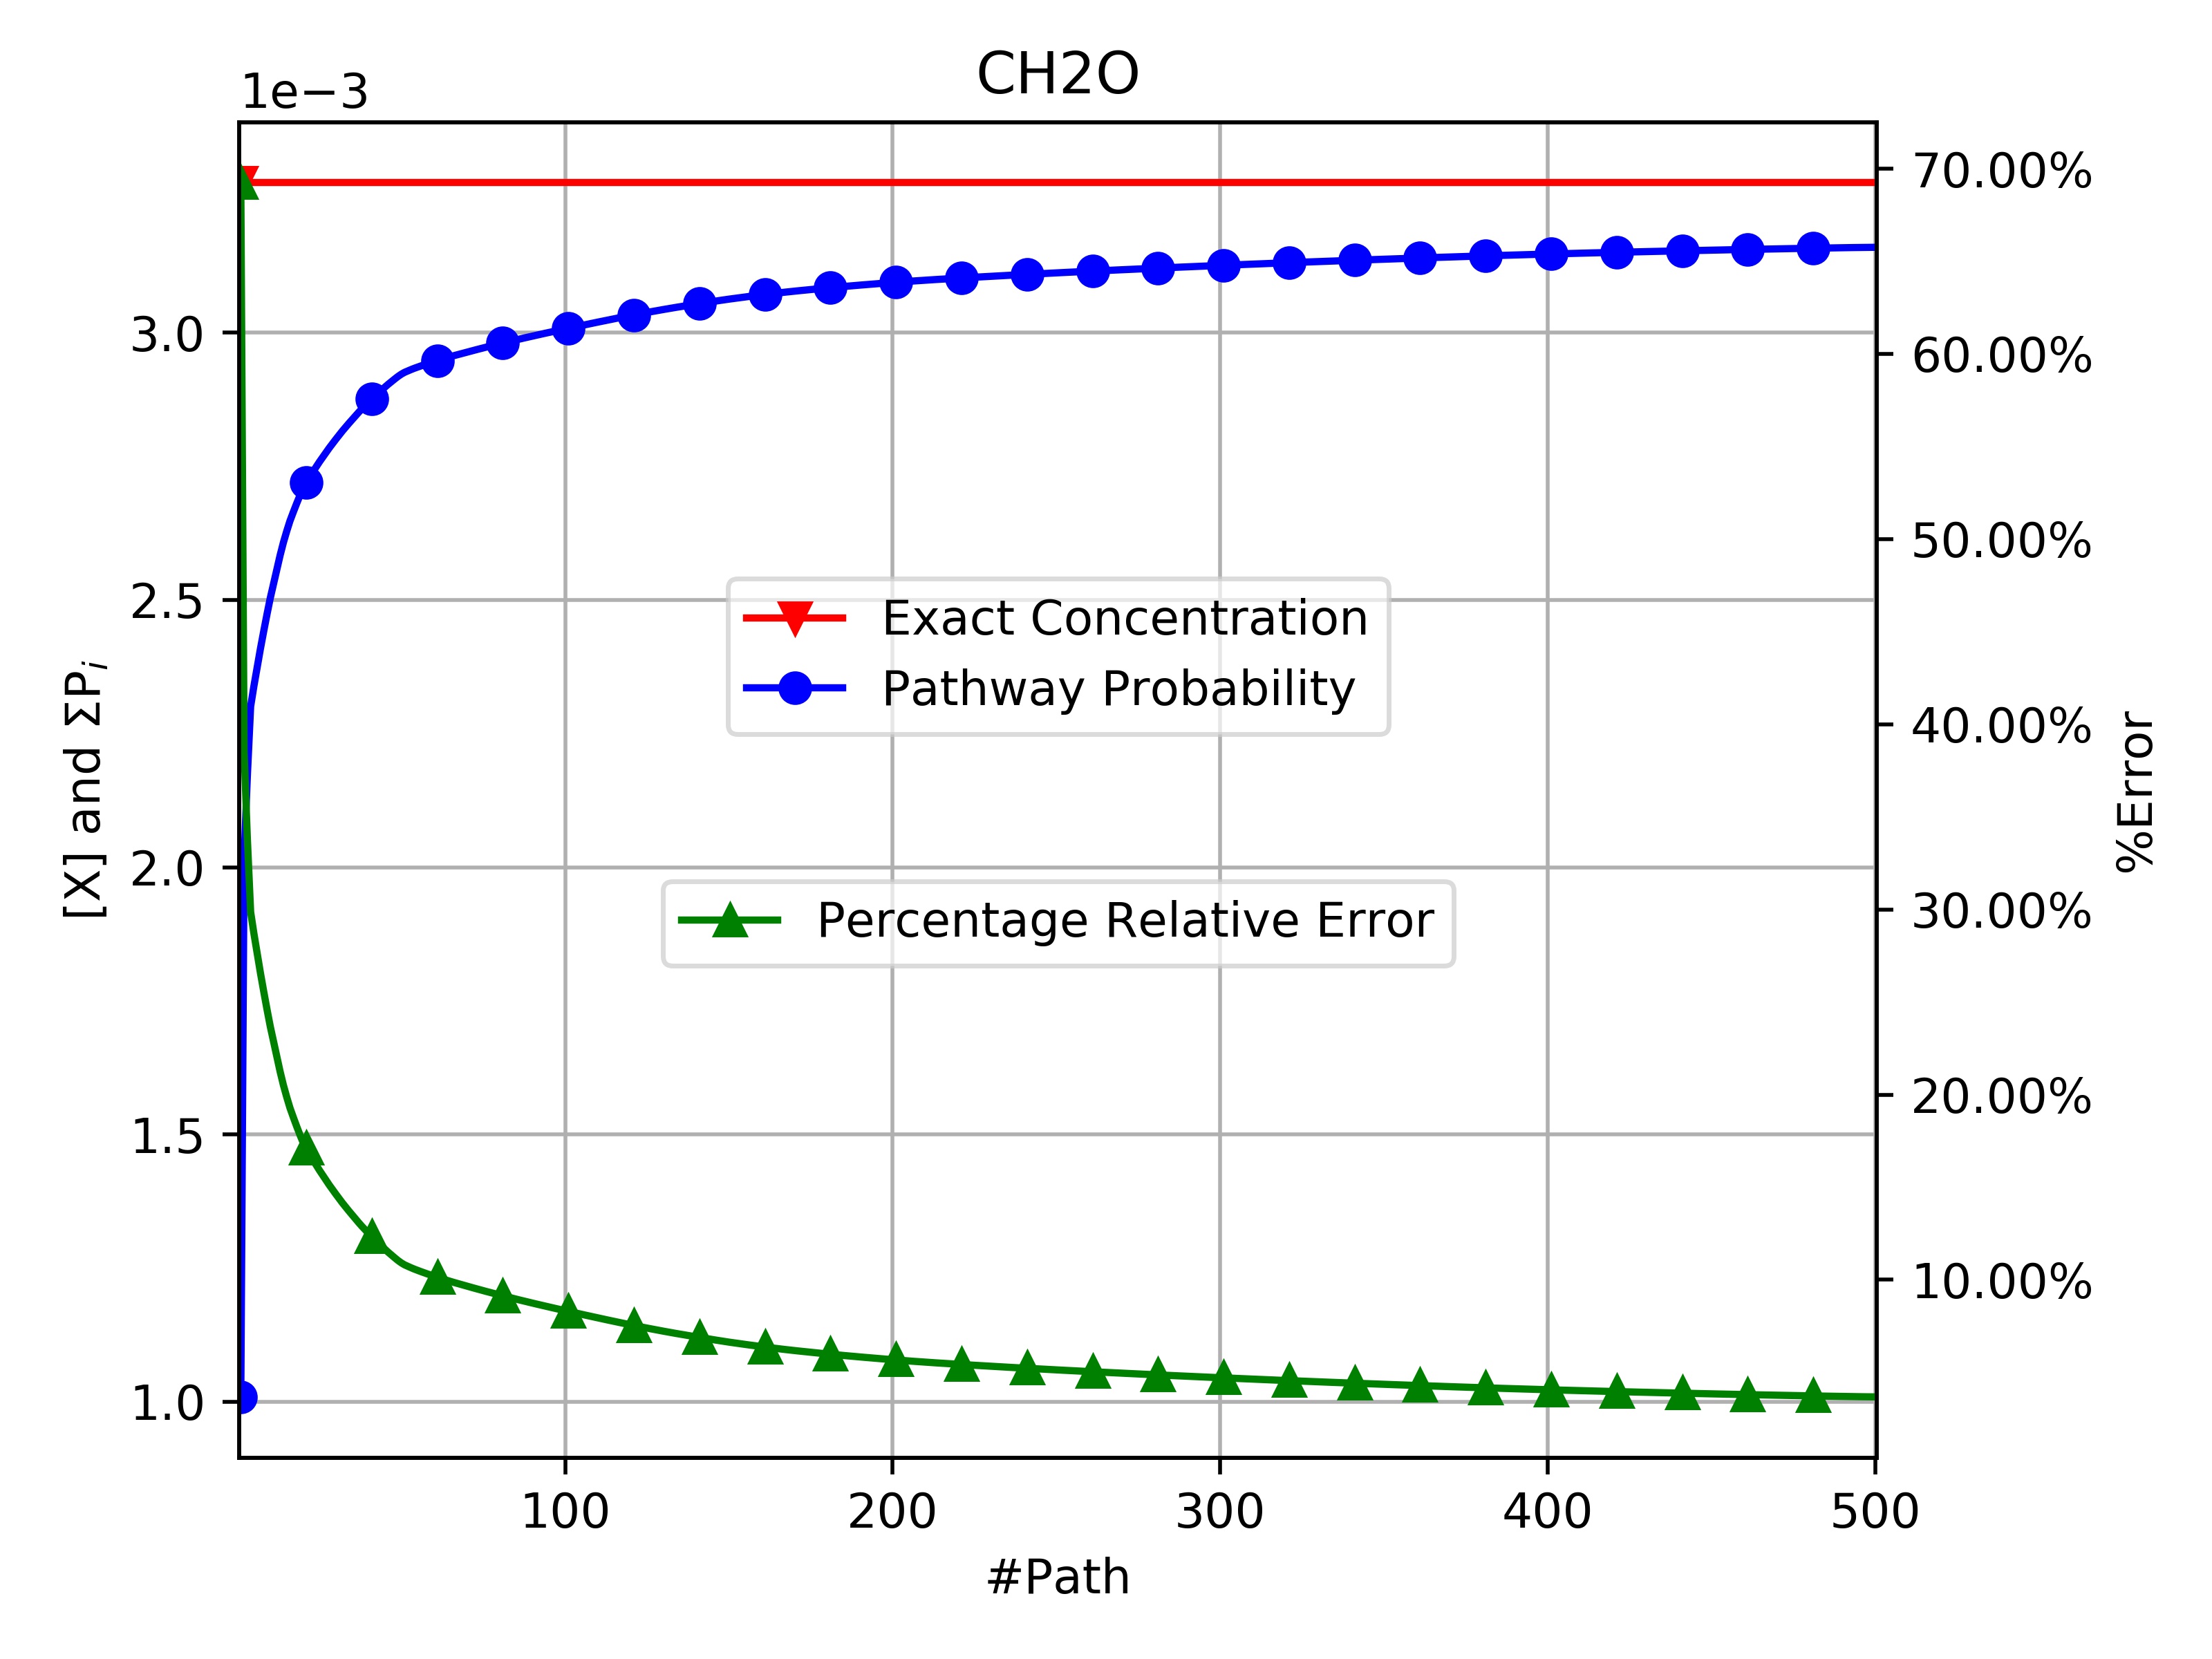 CH2O
1e−3
[X] and ΣPᵢ
3.0
2.5
2.0
1.5
1.0
70.00%
60.00%
50.00%
40.00%
30.00%
20.00%
10.00%
%Error
Exact Concentration
Pathway Probability
Percentage Relative Error
100 200 300 400 500
#Path